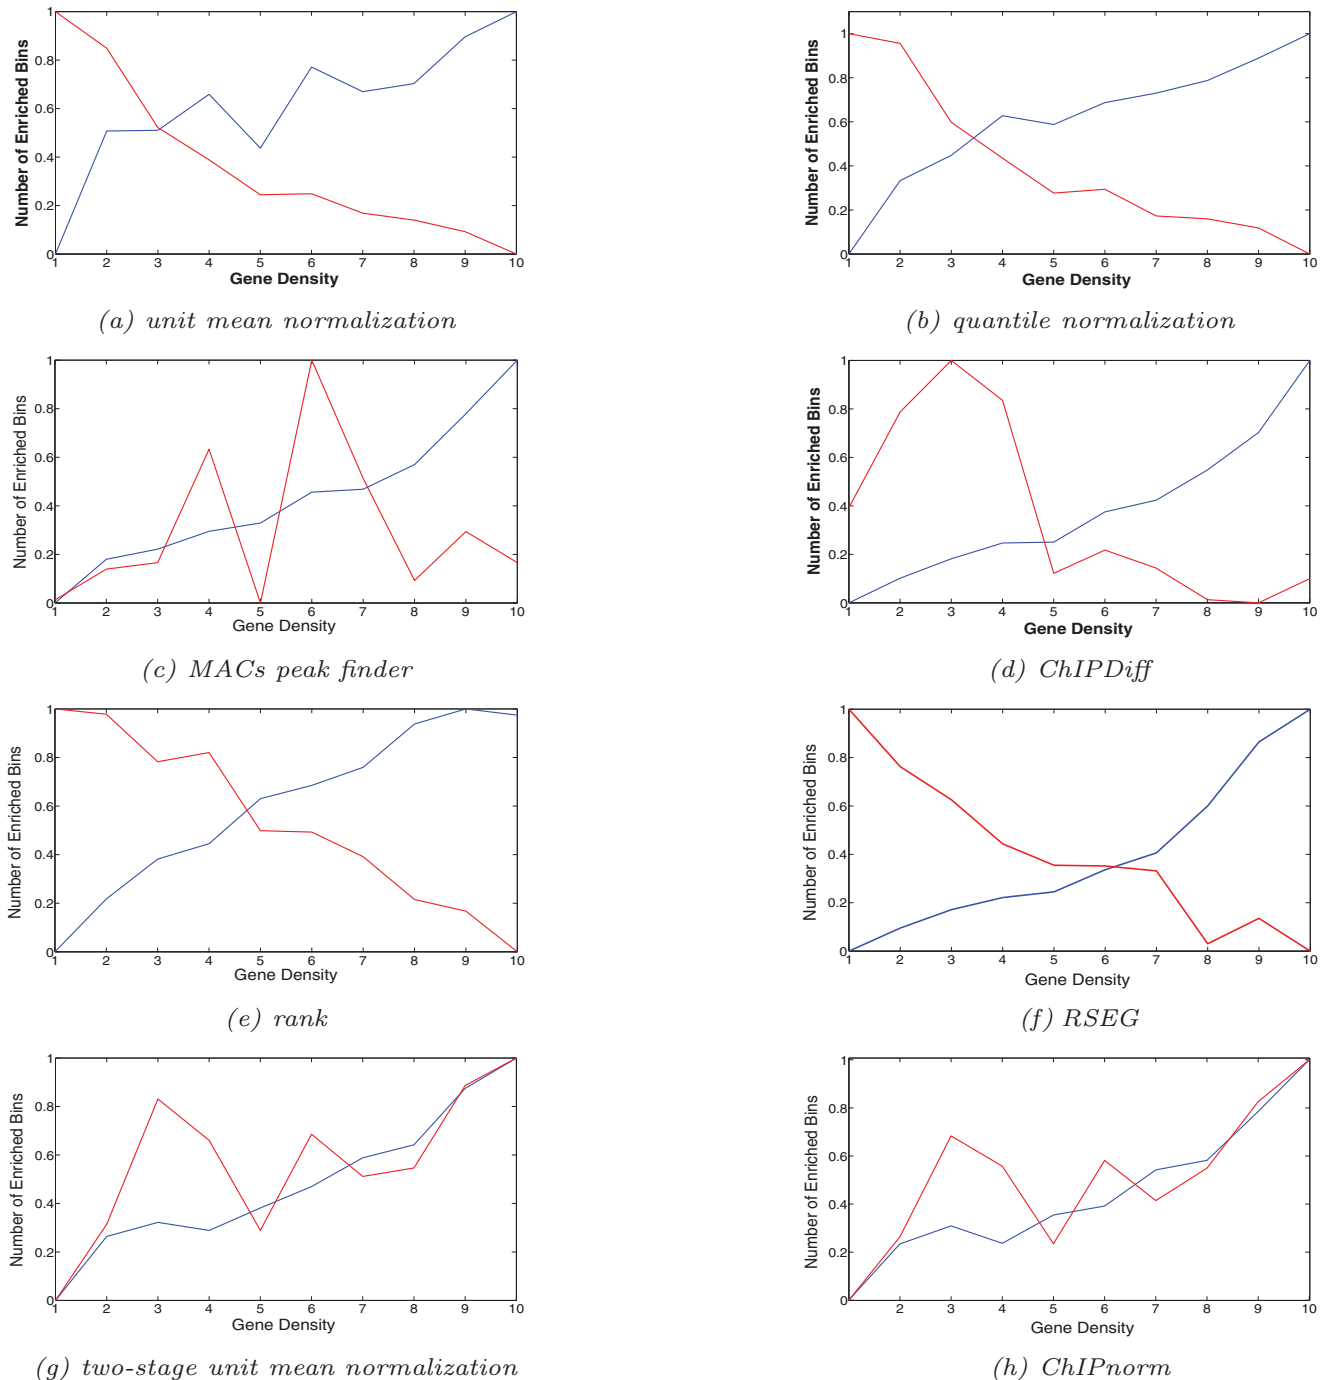 Number of Enriched Bins
1
0.8
0.6
0.4
0.2
0
1 2 3 4 5 6 7 8 9 10
Gene Density
(a) unit mean normalization
Number of Enriched Bins
1
0.8
0.6
0.4
0.2
0
1 2 3 4 5 6 7 8 9 10
Gene Density
(b) quantile normalization
Number of Enriched Bins
1
0.8
0.6
0.4
0.2
0
1 2 3 4 5 6 7 8 9 10
Gene Density
(c) MACs peak finder
Number of Enriched Bins
1
0.8
0.6
0.4
0.2
0
1 2 3 4 5 6 7 8 9 10
Gene Density
(d) ChIPDiff
Number of Enriched Bins
1
0.8
0.6
0.4
0.2
0
1 2 3 4 5 6 7 8 9 10
Gene Density
(e) rank
Number of Enriched Bins
1
0.8
0.6
0.4
0.2
0
1 2 3 4 5 6 7 8 9 10
Gene Density
(f) RSEG
Number of Enriched Bins
1
0.8
0.6
0.4
0.2
0
1 2 3 4 5 6 7 8 9 10
Gene Density
(g) two-stage unit mean normalization
Number of Enriched Bins
1
0.8
0.6
0.4
0.2
0
1 2 3 4 5 6 7 8 9 10
Gene Density
(h) ChIPnorm